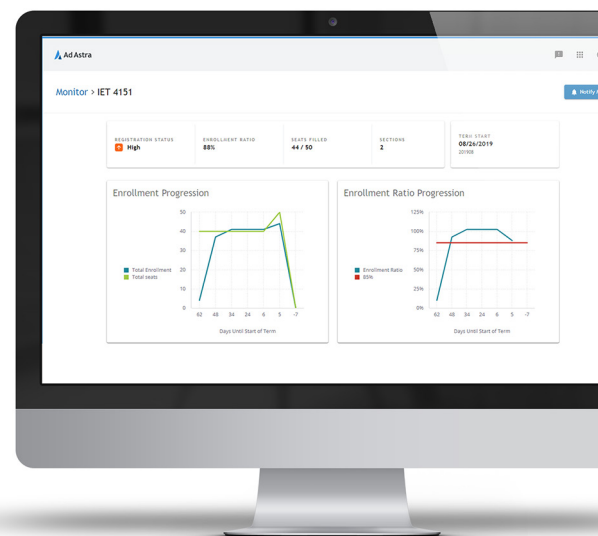 Ad Astra
Monitor > IET 4151
Notify
REGISTRATION STATUS
High
ENROLLMENT RATIO
88%
SEATS FILLED
44 / 50
SECTIONS
2
TERM START
08/26/2019
201908
Enrollment Progression
50
40
30
20
10
0
Total Enrollment
Total seats
62 48 34 24 6 5 -7
Days Until Start of Term
Enrollment Ratio Progression
125%
100%
75%
50%
25%
0%
Enrollment Ratio
85%
62 48 34 24 6 5 -7
Days Until Start of Term